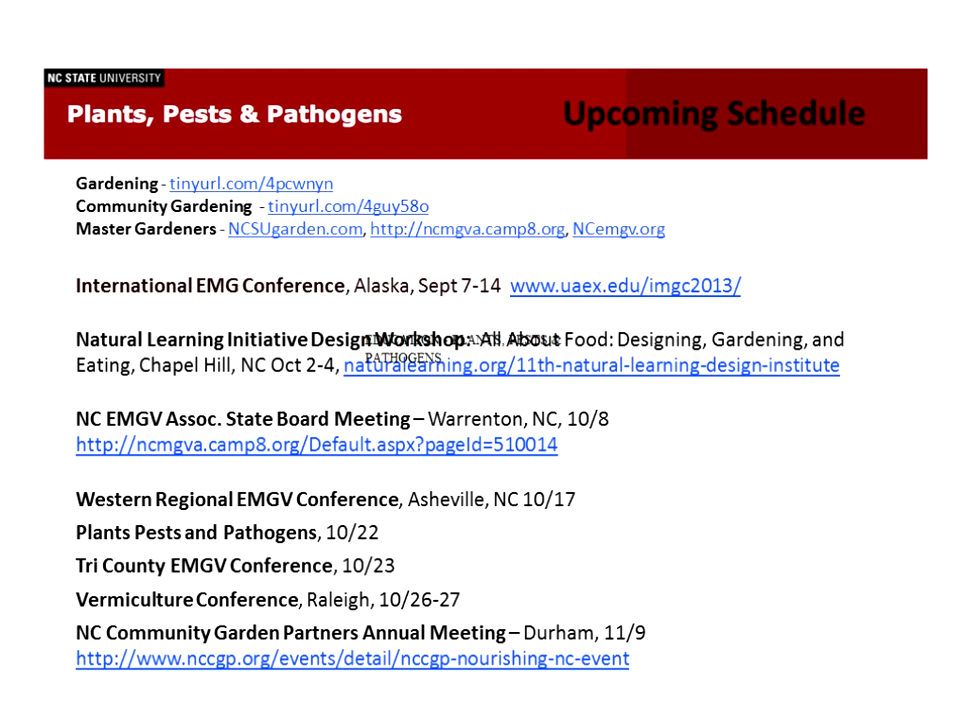 NC STATE UNIVERSITY
Plants, Pests & Pathogens
Upcoming Schedule
Gardening - tinyurl.com/4pcwnyn
Community Gardening - tinyurl.com/4guy58o
Master Gardeners - NCSUgarden.com, http://ncmgva.camp8.org, NCemgv.org
International EMG Conference, Alaska, Sept 7-14 www.uaex.edu/imgc2013/
Natural Learning Initiative Design Workshop: All About Food: Designing, Gardening, and
PATHOGENS
Eating, Chapel Hill, NC Oct 2-4, naturalearning.org/11th-natural-learning-design-institute
NC EMGV Assoc. State Board Meeting – Warrenton, NC, 10/8
http://ncmgva.camp8.org/Default.aspx?pageId=510014
Western Regional EMGV Conference, Asheville, NC 10/17
Plants Pests and Pathogens, 10/22
Tri County EMGV Conference, 10/23
Vermiculture Conference, Raleigh, 10/26-27
NC Community Garden Partners Annual Meeting – Durham, 11/9
http://www.nccgp.org/events/detail/nccgp-nourishing-nc-event